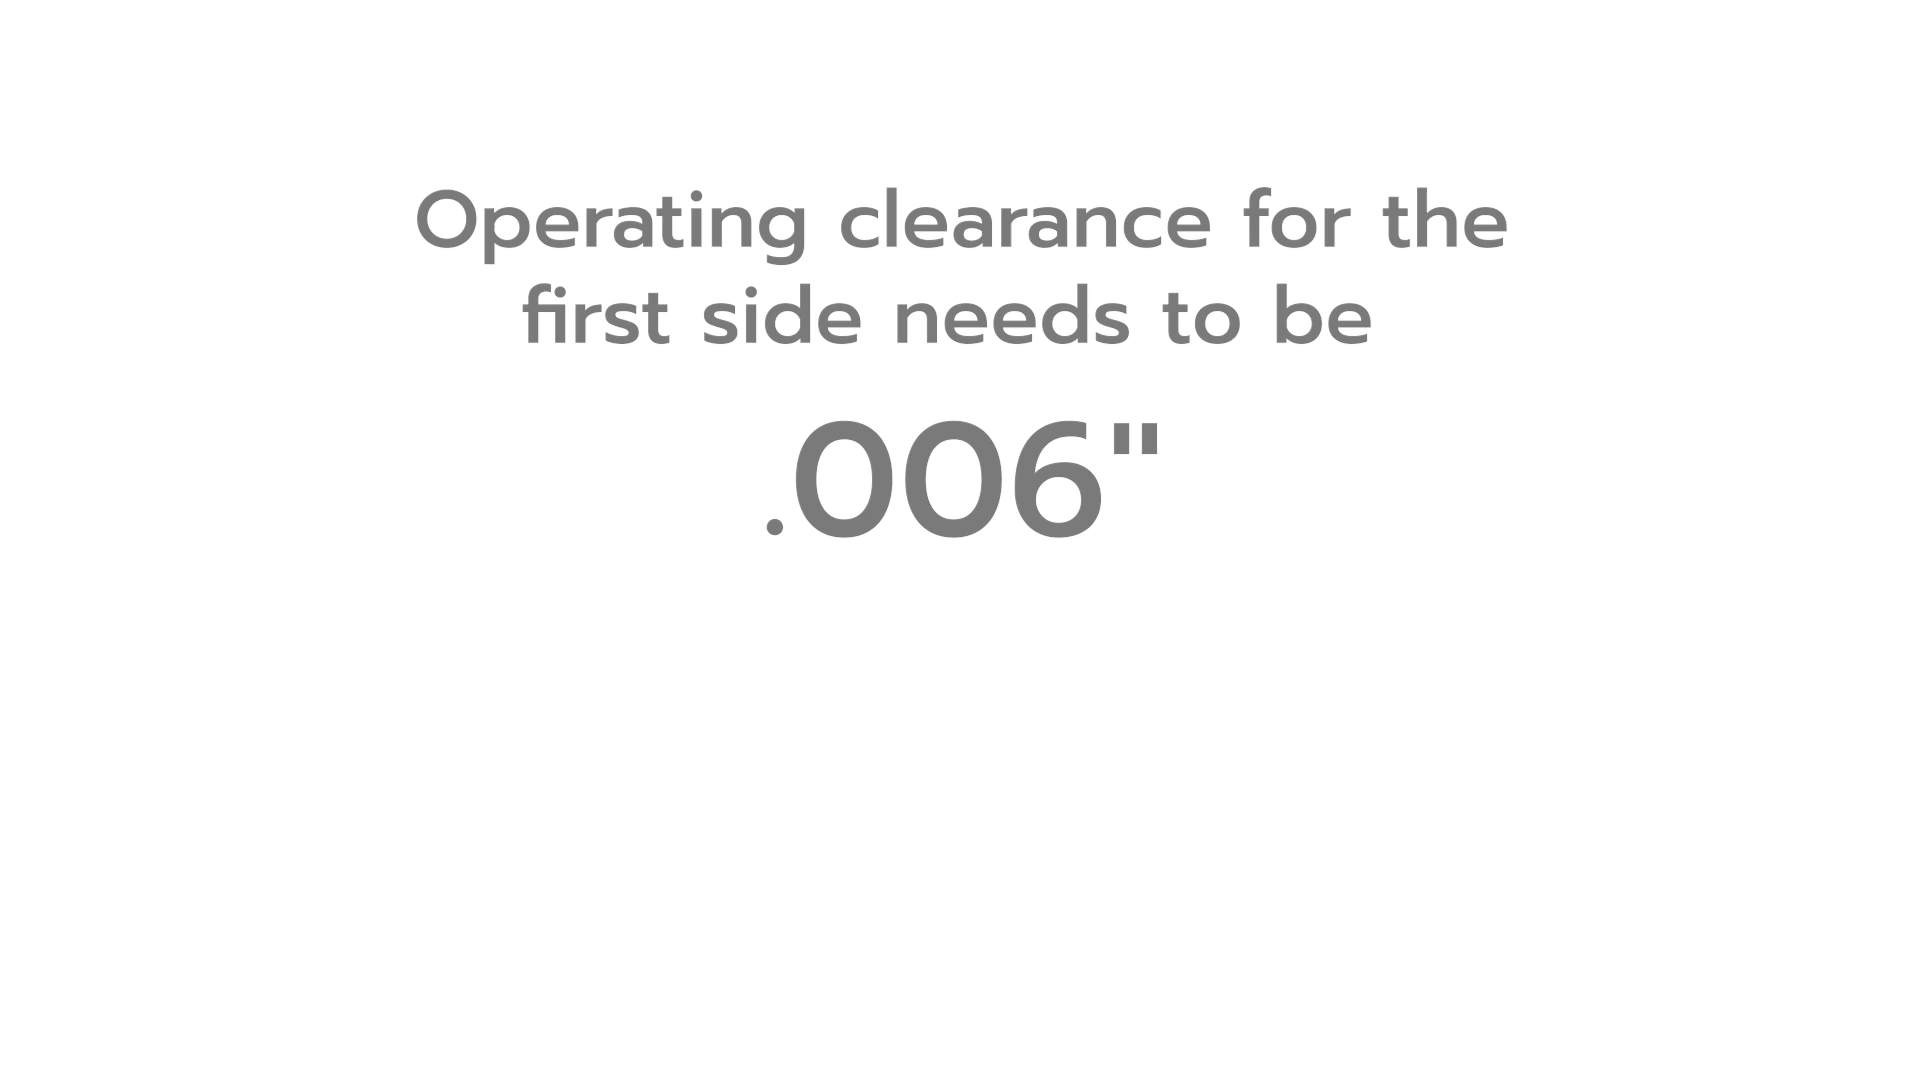 Operating clearance for the
first side needs to be
.006"